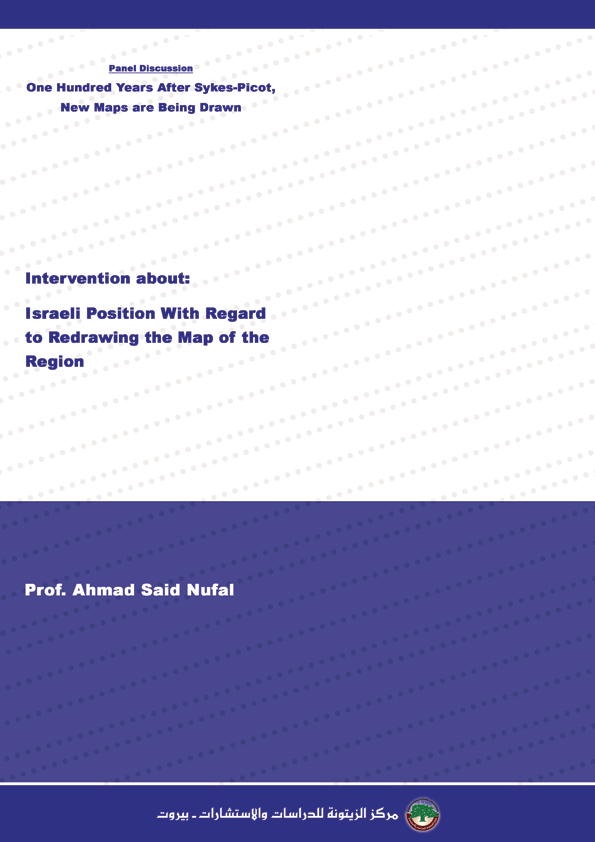 Panel Discussion
One Hundred Years After Sykes-Picot,
New Maps are Being Drawn
Intervention about:
Israeli Position With Regard
to Redrawing the Map of the
Region
Prof. Ahmad Said Nufal
مركز الزيتونة للدراسات والاستشارات - بيروت